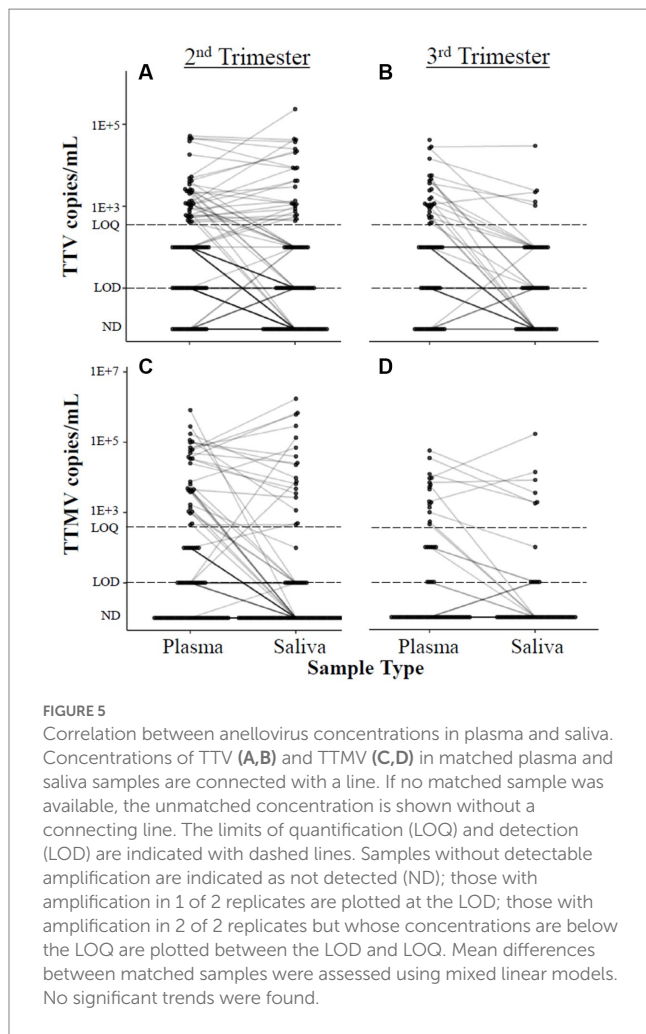 2nd Trimester
3rd Trimester
A
B
TTV copies/mL
1E+5
1E+3
LOQ
LOD
ND
C
D
TTMV copies/mL
1E+7
1E+5
1E+3
LOQ
LOD
ND
Plasma Saliva Plasma Saliva
Sample Type
FIGURE 5
Correlation between anellovirus concentrations in plasma and saliva.
Concentrations of TTV (A,B) and TTMV (C,D) in matched plasma and
saliva samples are connected with a line. If no matched sample was
available, the unmatched concentration is shown without a
connecting line. The limits of quantification (LOQ) and detection
(LOD) are indicated with dashed lines. Samples without detectable
amplification are indicated as not detected (ND); those with
amplification in 1 of 2 replicates are plotted at the LOD; those with
amplification in 2 of 2 replicates but whose concentrations are below
the LOQ are plotted between the LOD and LOQ. Mean differences
between matched samples were assessed using mixed linear models.
No significant trends were found.